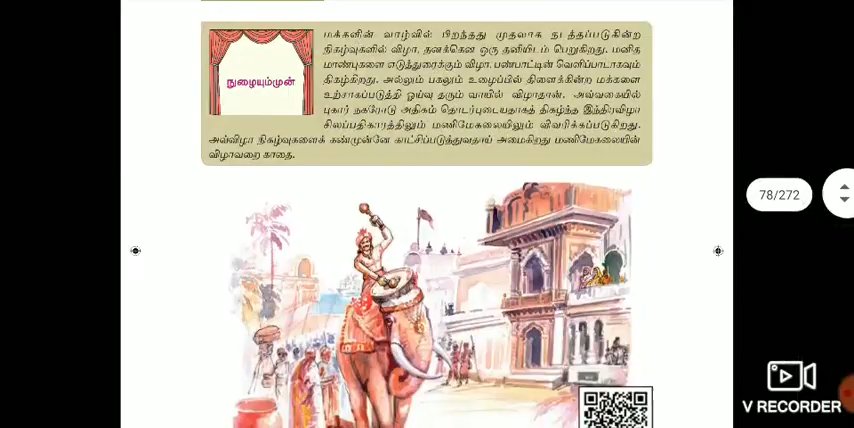 மக்களின் வாழ்வில் பிறந்தது முதலாக நடத்தப்படுகின்ற
நிகழ்வுகளில் விழா, தனக்கென ஒரு தனியிடம் பெறுகிறது. மனித
மாண்புகளை எடுத்துரைக்கும் விழா, பண்பாட்டின் வெளிப்பாடாகவும்
நுழையும்முன்
திகழ்கிறது. அல்லும் பகலும் உழைப்பில் திளைக்கின்ற மக்களை
உற்சாகப்படுத்தி ஓய்வு தரும் வாயில் விழாதான். அவ்வகையில்
புகார் நகரோடு அதிகம் தொடர்புடையதாகத் திகழ்ந்த இந்திரவிழா
சிலப்பதிகாரத்திலும் மணிமேகலையிலும் விவரிக்கப்படுகிறது.
அவ்விழா நிகழ்வுகளைக் கண்முன்னே காட்சிப்படுத்துவதாய் அமைகிறது மணிமேகலையின்
விழாவறை காதை.
78/272
V RECORDER